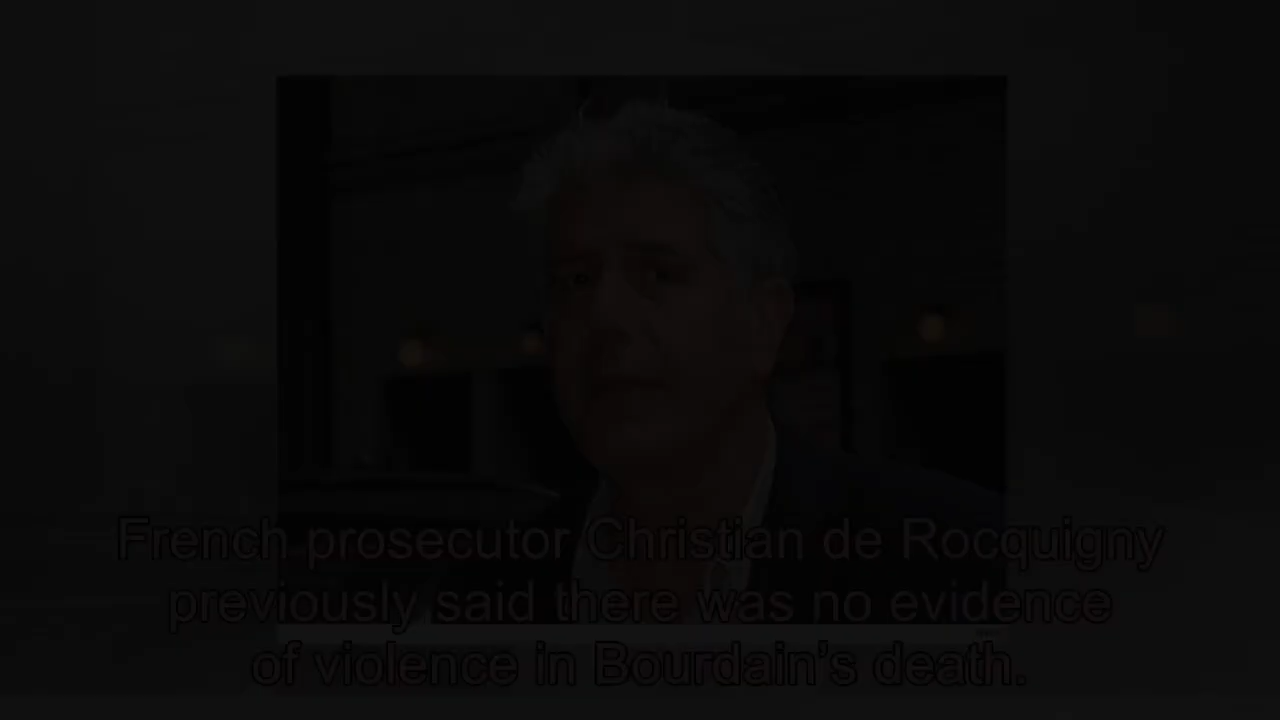 French prosecutor Christian de Rocquigny
previously said there was no evidence
of violence in Bourdain's death.